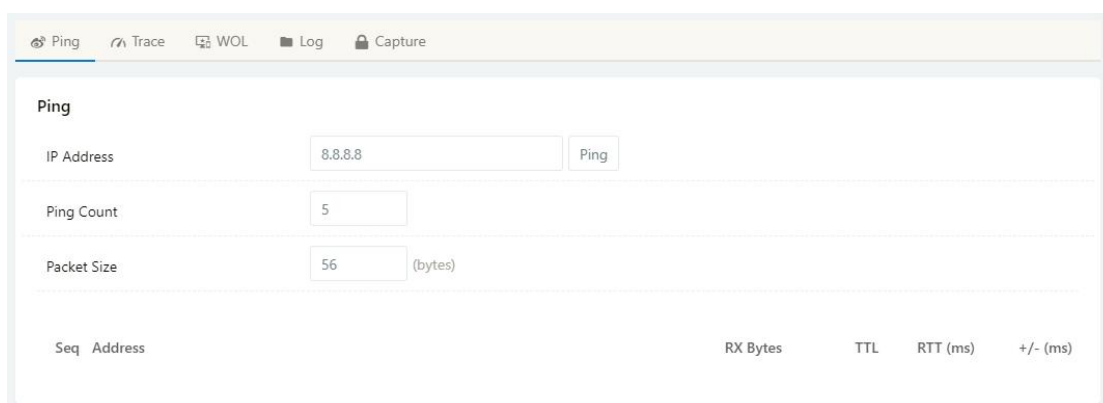 Ping Trace WOL Log Capture
Ping
IP Address 8.8.8.8 Ping
Ping Count 5
Packet Size 56 (bytes)
Seq Address RX Bytes TTL RTT (ms) +/- (ms)